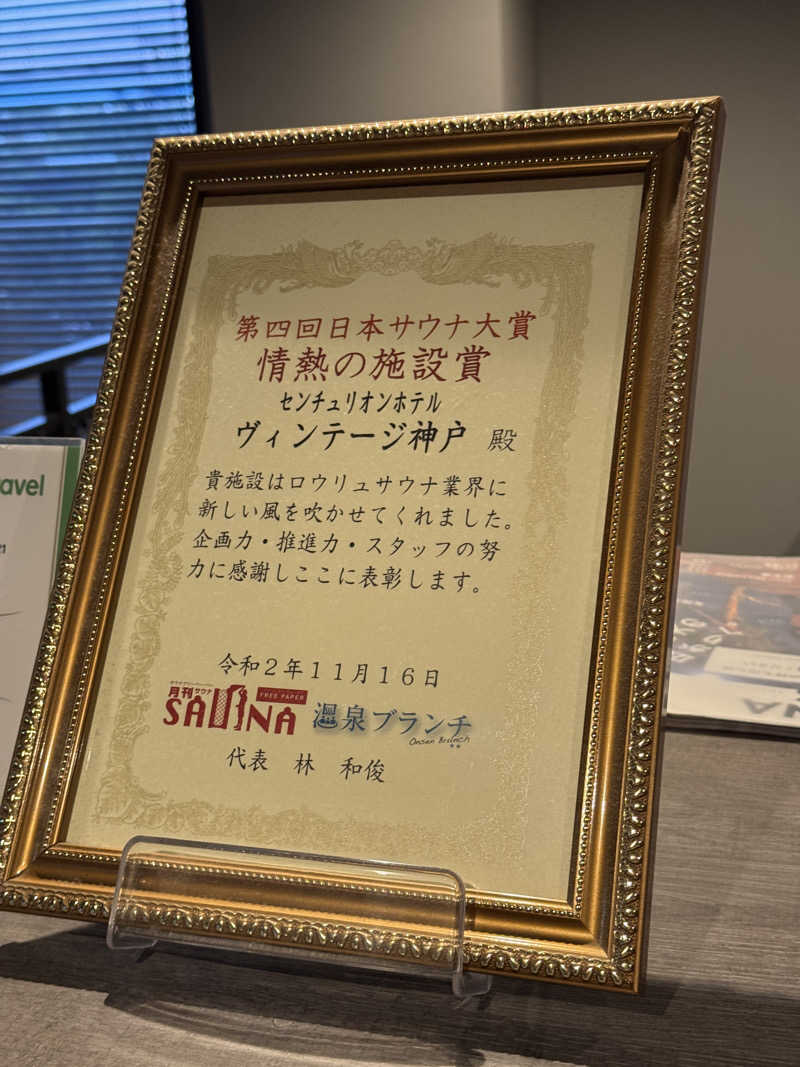 第四回日本サウナ大賞
情熱の施設賞
センチュリオンホテル
ヴィンテージ神戸 殿
貴施設はロウリュサウナ業界に
新しい風を吹かせてくれました。
企画力・推進力・スタッフの努
力に感謝しここに表彰します。
令和2年11月16日
月刊サウナ
FREE PAPER
SAUNA
温泉ブランチ
Onsen Branch
代表 林 和俊
avel
NA